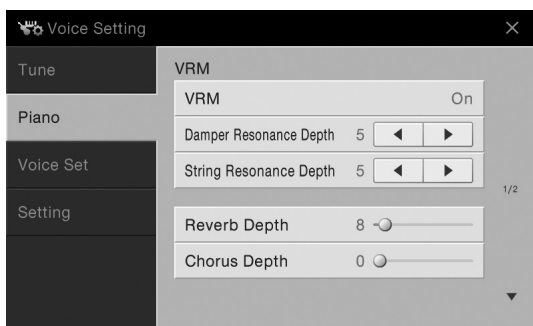 Voice Setting
Tune
Piano
Voice Set
Setting
VRM
VRM On
Damper Resonance Depth 5
String Resonance Depth 5
Reverb Depth 8
Chorus Depth 0
1/2